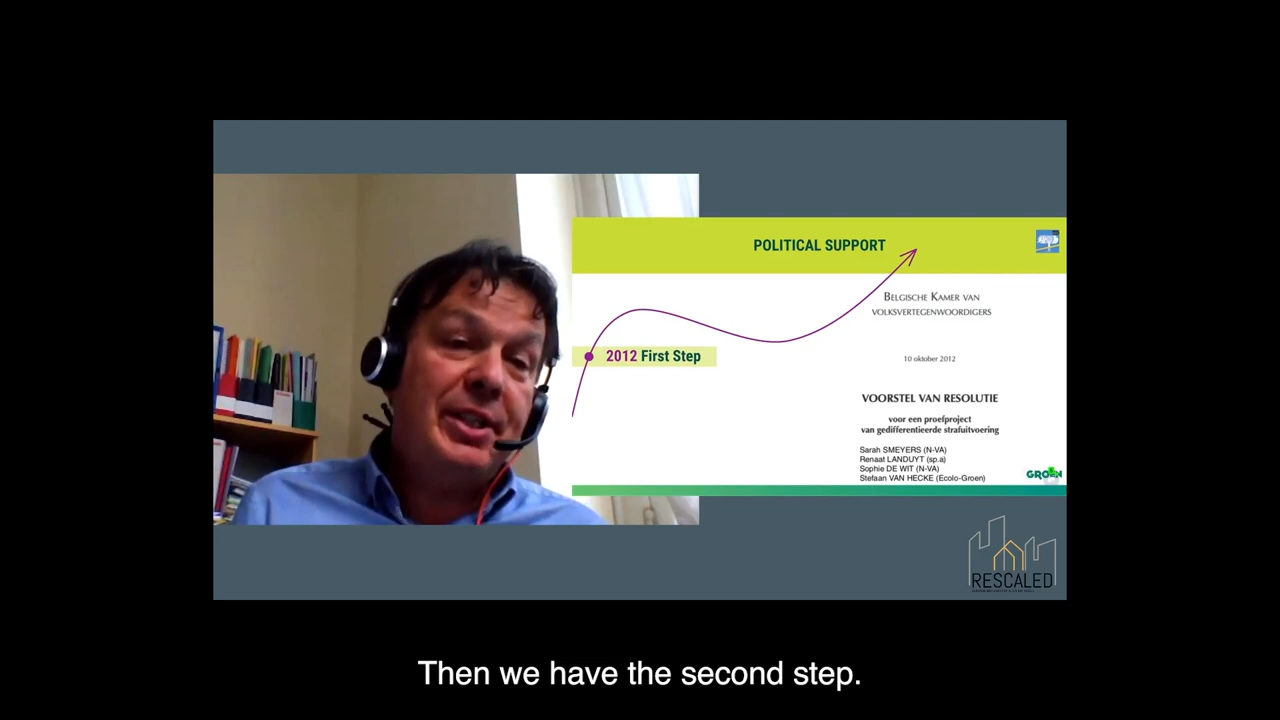 POLITICAL SUPPORT
BELGISCHE KAMER VAN
VOLKSVERTEGENWOORDIGERS
2012 First Step
10 oktober 2012
VOORSTEL VAN RESOLUTIE
voor een proefproject
van gedifferentieerde strafuitvoering
Sarah SMEYERS (N-VA)
Renaat LANDUYT (sp.a)
Sophie DE WIT (N-VA)
Stefaan VAN HECKE (Ecolo-Groen)
GROEN
RESCALED
Then we have the second step.